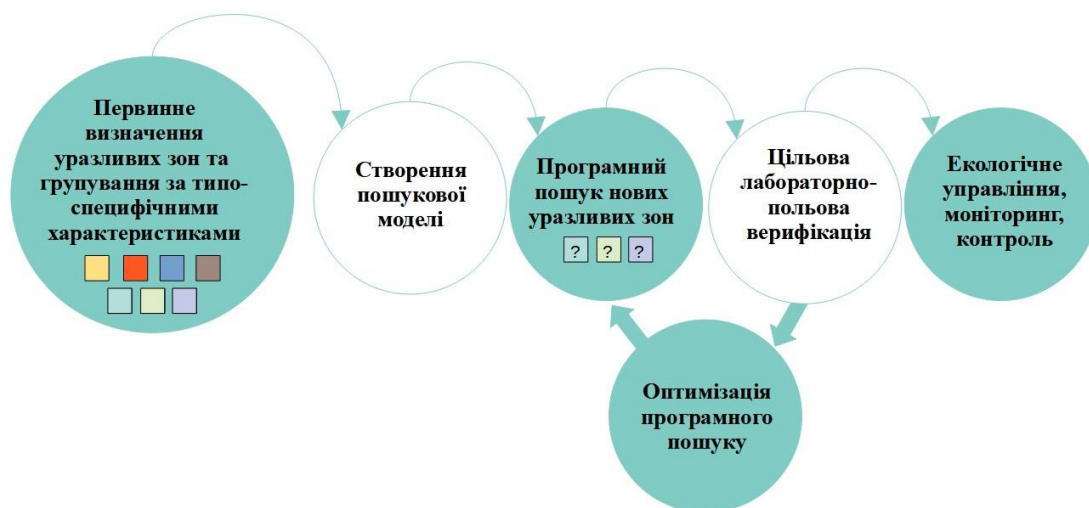 Первинне
визначення
уразливих зон та
групування за типо-
специфічними
характеристиками
Створення
пошукової
моделі
Програмний
пошук нових
уразливих зон
? ? ?
Цільова
лабораторно-
польова
верифікація
Екологічне
управління,
моніторинг,
контроль
Оптимізація
програмного
пошуку